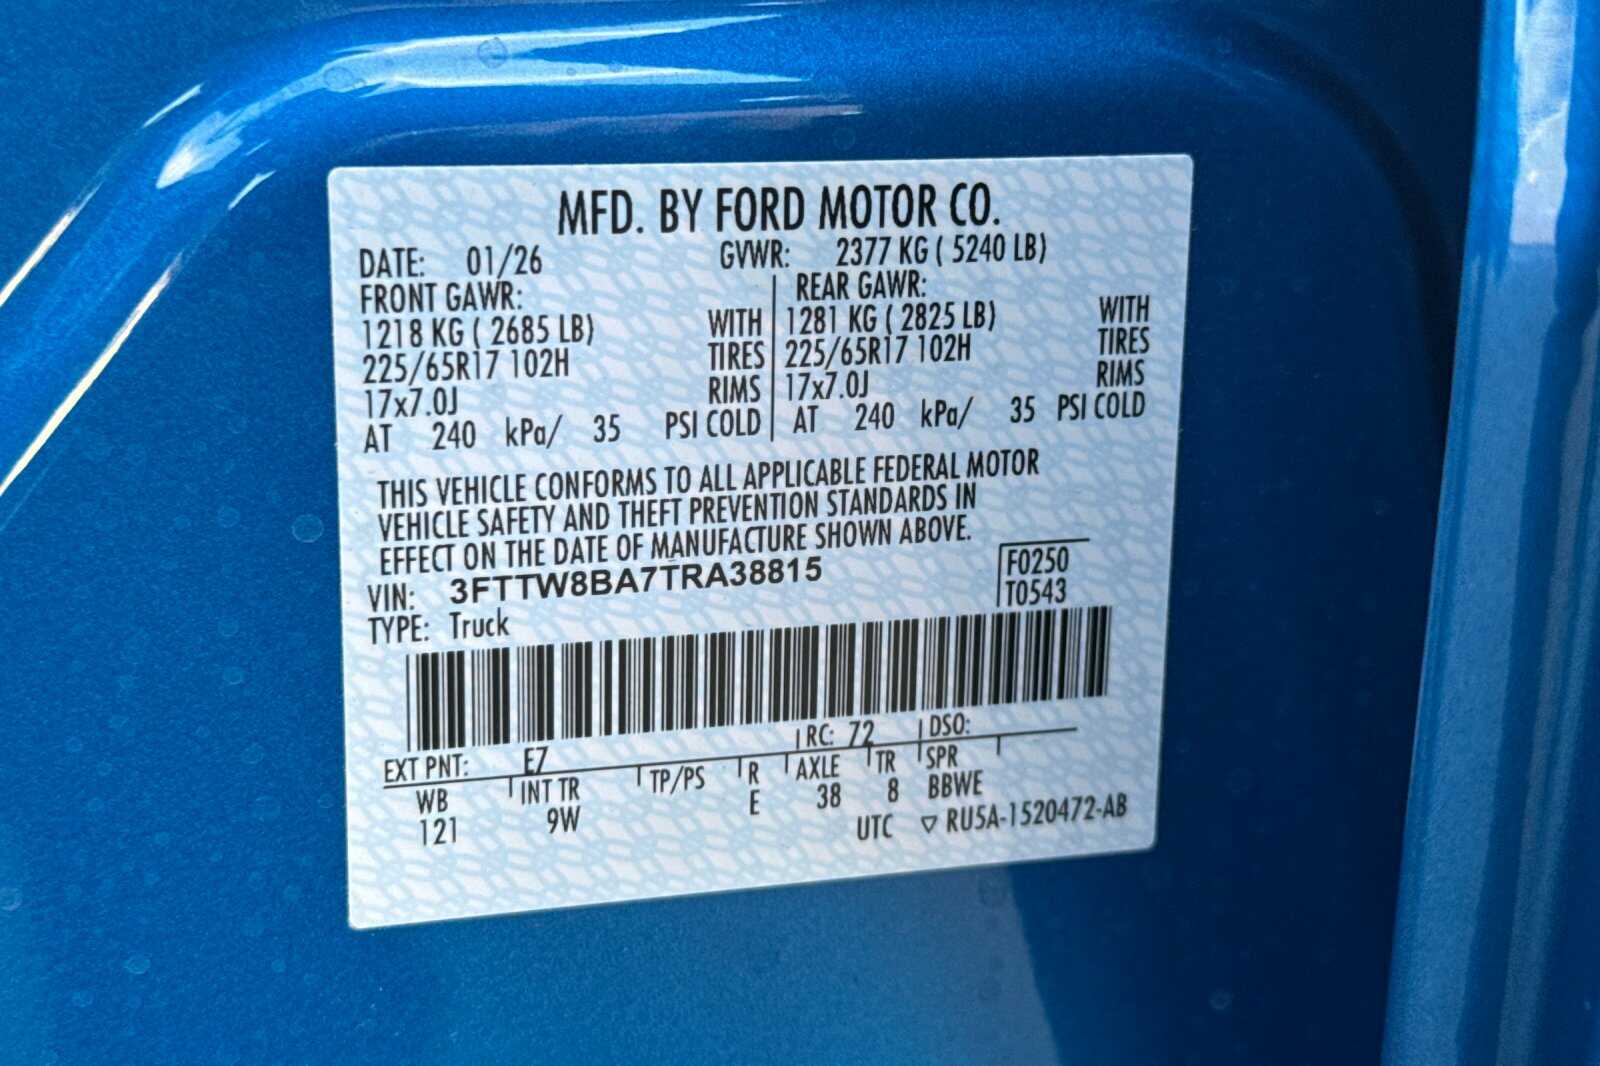 MFD. BY FORD MOTOR CO.
DATE: 01/26 GVWR: 2377 KG ( 5240 LB)
FRONT GAWR: REAR GAWR:
1218 KG ( 2685 LB) WITH 1281 KG ( 2825 LB) WITH
225/65R17 102H TIRES 225/65R17 102H TIRES
17x7.0J RIMS 17x7.0J RIMS
AT 240 kPa/ 35 PSI COLD AT 240 kPa/ 35 PSI COLD
THIS VEHICLE CONFORMS TO ALL APPLICABLE FEDERAL MOTOR
VEHICLE SAFETY AND THEFT PREVENTION STANDARDS IN
EFFECT ON THE DATE OF MANUFACTURE SHOWN ABOVE.
VIN: 3FTTW8BA7TRA38815 F0250
TYPE: Truck T0543
EXT PNT: E7 RC: 72 DSO:
WB INT TR TP/PS R AXLE TR SPR
121 9W E 38 8 BBWE
UTC ▽ RU5A-1520472-AB